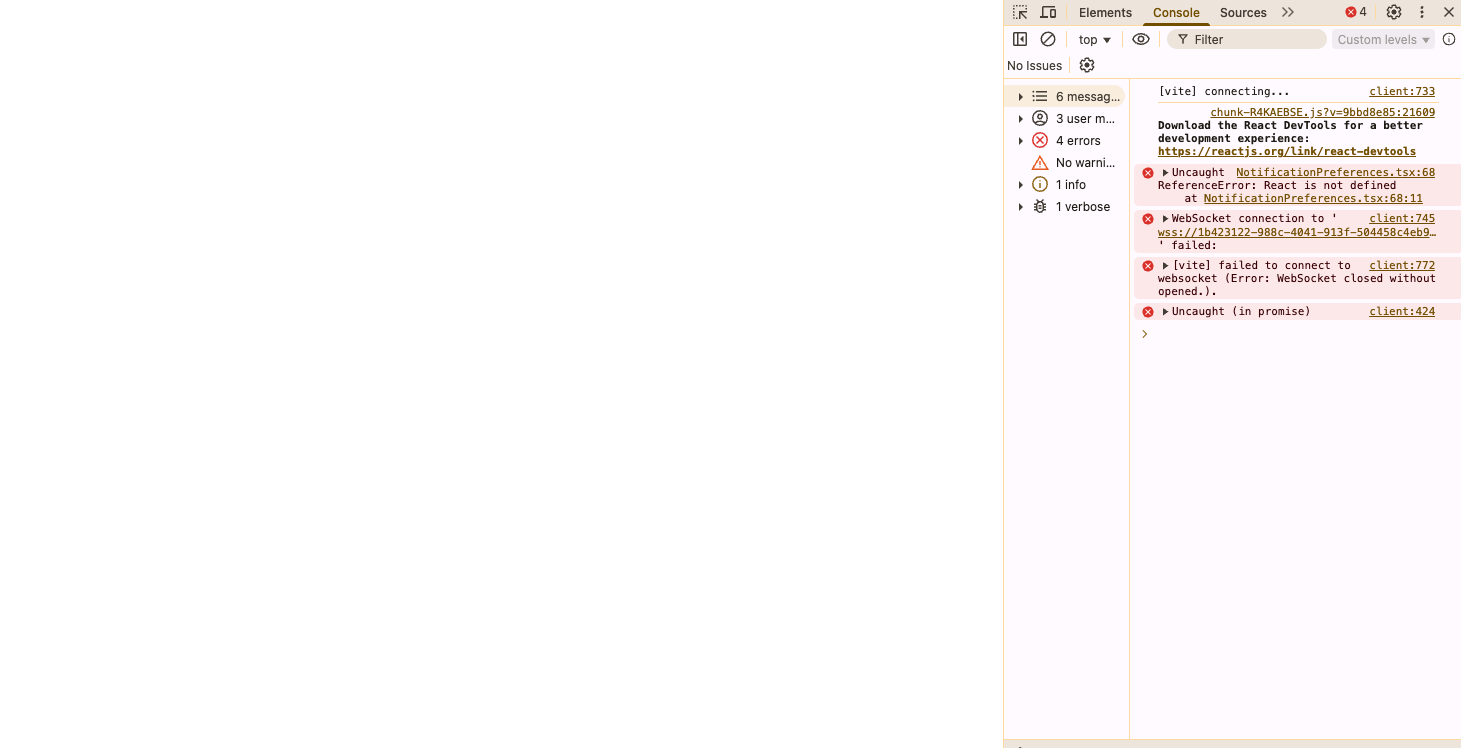 Elements Console Sources 4
top Filter Custom levels
No Issues
6 messag...
3 user m...
4 errors
No warni...
1 info
1 verbose
[vite] connecting... client:733
chunk-R4KAEBSE.js?v=9bbd8e85:21609
Download the React DevTools for a better
development experience:
https://reactjs.org/link/react-devtools
Uncaught NotificationPreferences.tsx:68
ReferenceError: React is not defined
at NotificationPreferences.tsx:68:11
WebSocket connection to ' client:745
wss://1b423122-988c-4041-913f-504458c4eb9…
' failed:
[vite] failed to connect to client:772
websocket (Error: WebSocket closed without
opened.).
Uncaught (in promise) client:424